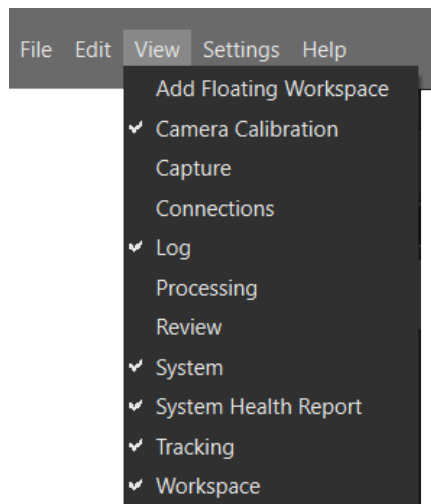 File Edit View Settings Help
Add Floating Workspace
Camera Calibration
Capture
Connections
Log
Processing
Review
System
System Health Report
Tracking
Workspace